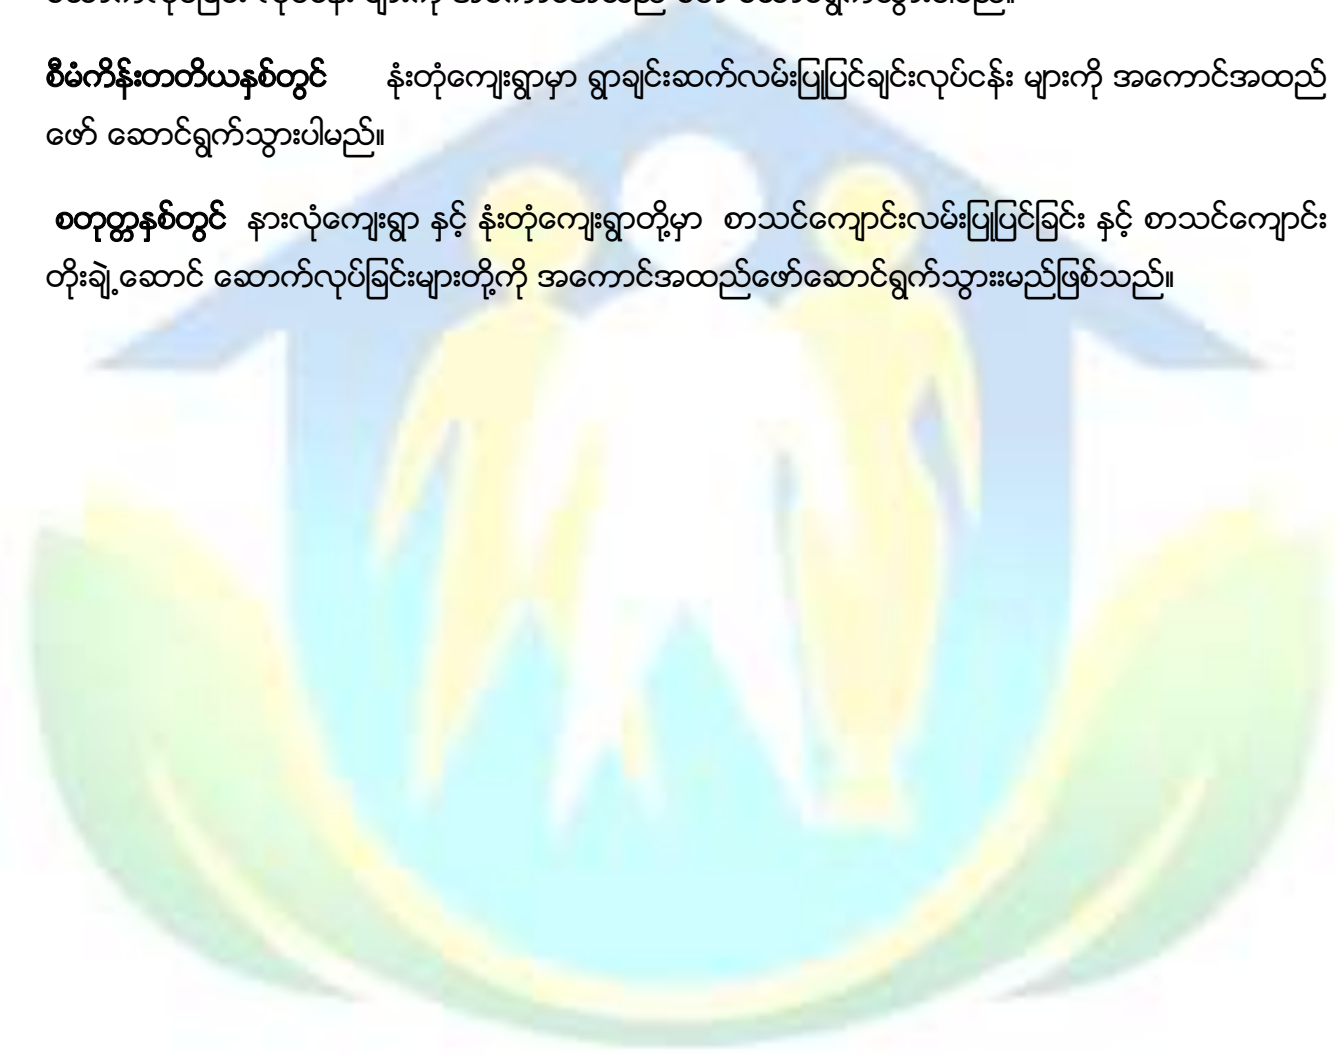 စီမံကိန်းတတိယနှစ်တွင် နံးတုံကျေးရွာမှာ ရွာချင်းဆက်လမ်းပြုပြင်ချင်းလုပ်ငန်း များကို အကောင်အထည်
ဖော် ဆောင်ရွက်သွားပါမည်။
စတုတ္တနှစ်တွင် နားလုံကျေးရွာ နှင့် နံးတုံကျေးရွာတို့မှာ စာသင်ကျောင်းလမ်းပြုပြင်ခြင်း နှင့် စာသင်ကျောင်း
တိုးချဲ့ဆောင် ဆောက်လုပ်ခြင်းများတို့ကို အကောင်အထည်ဖော်ဆောင်ရွက်သွားးမည်ဖြစ်သည်။